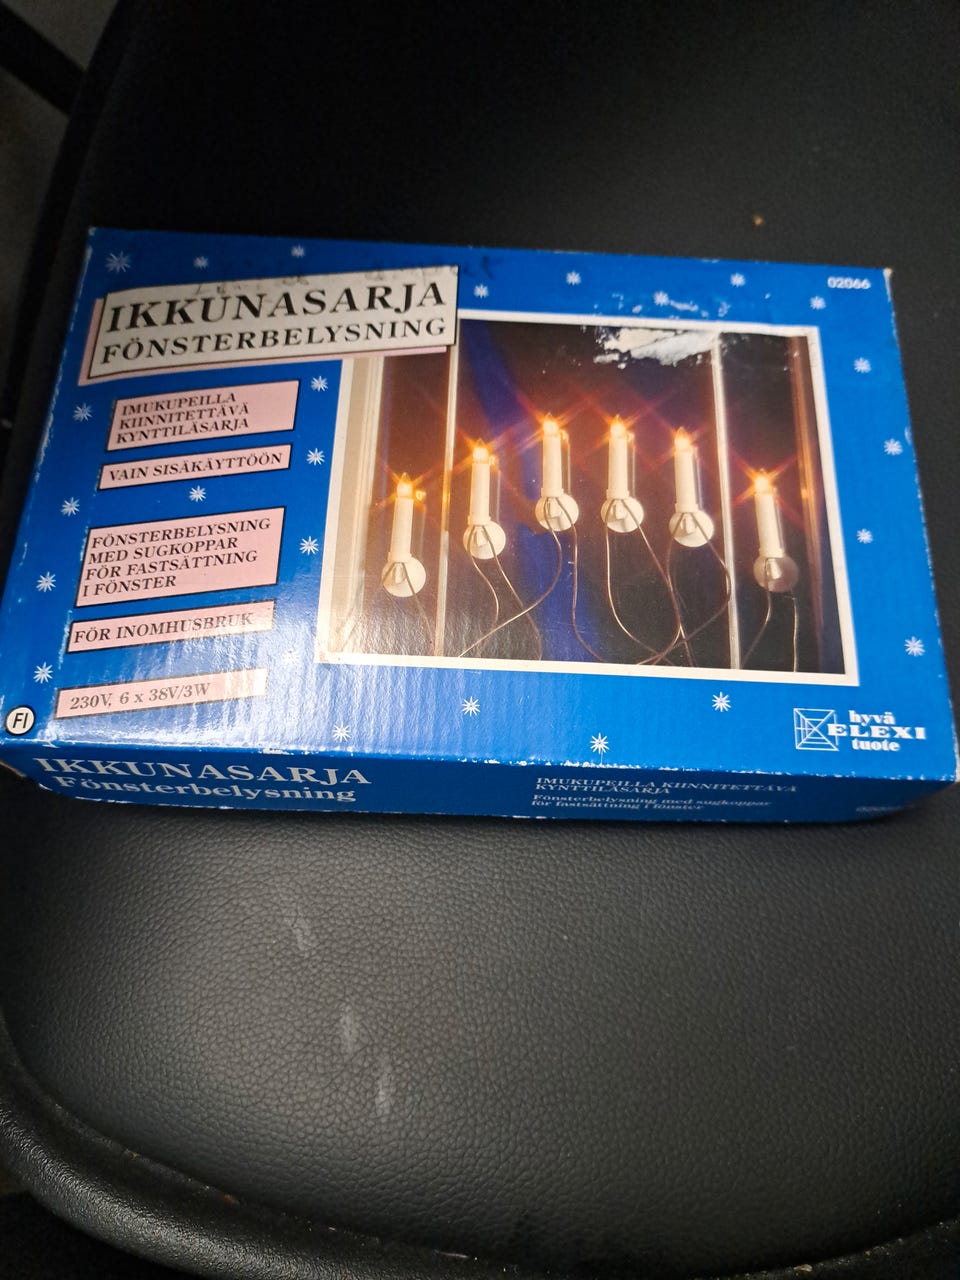 02066
IKKUNASARJA
FÖNSTERBELYSNING
IMUKUPEILLA
KIINNITETTÄVÄ
KYNTTILÄSARJA
VAIN SISÄKÄYTTÖÖN
FÖNSTERBELYSNING
MED SUGKOPPAR
FÖR FASTSÄTTNING
I FÖNSTER
FÖR INOMHUSBRUK
230V, 6 x 38V/3W
FI
hyvä
ELEXI
tuote
IKKUNASARJA
Fönsterbelysning
IMUKUPEILLA KIINNITETTÄVÄ
KYNTTILÄSARJA
Fönsterbelysning med sugkoppar
för fastsättning i fönster